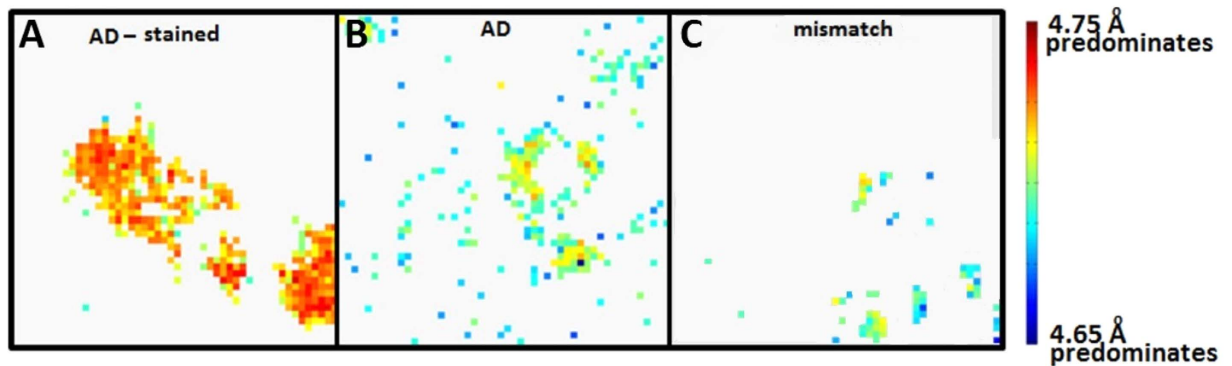 A
AD – stained
B
AD
C
mismatch
4.75 Å
predominates
4.65 Å
predominates